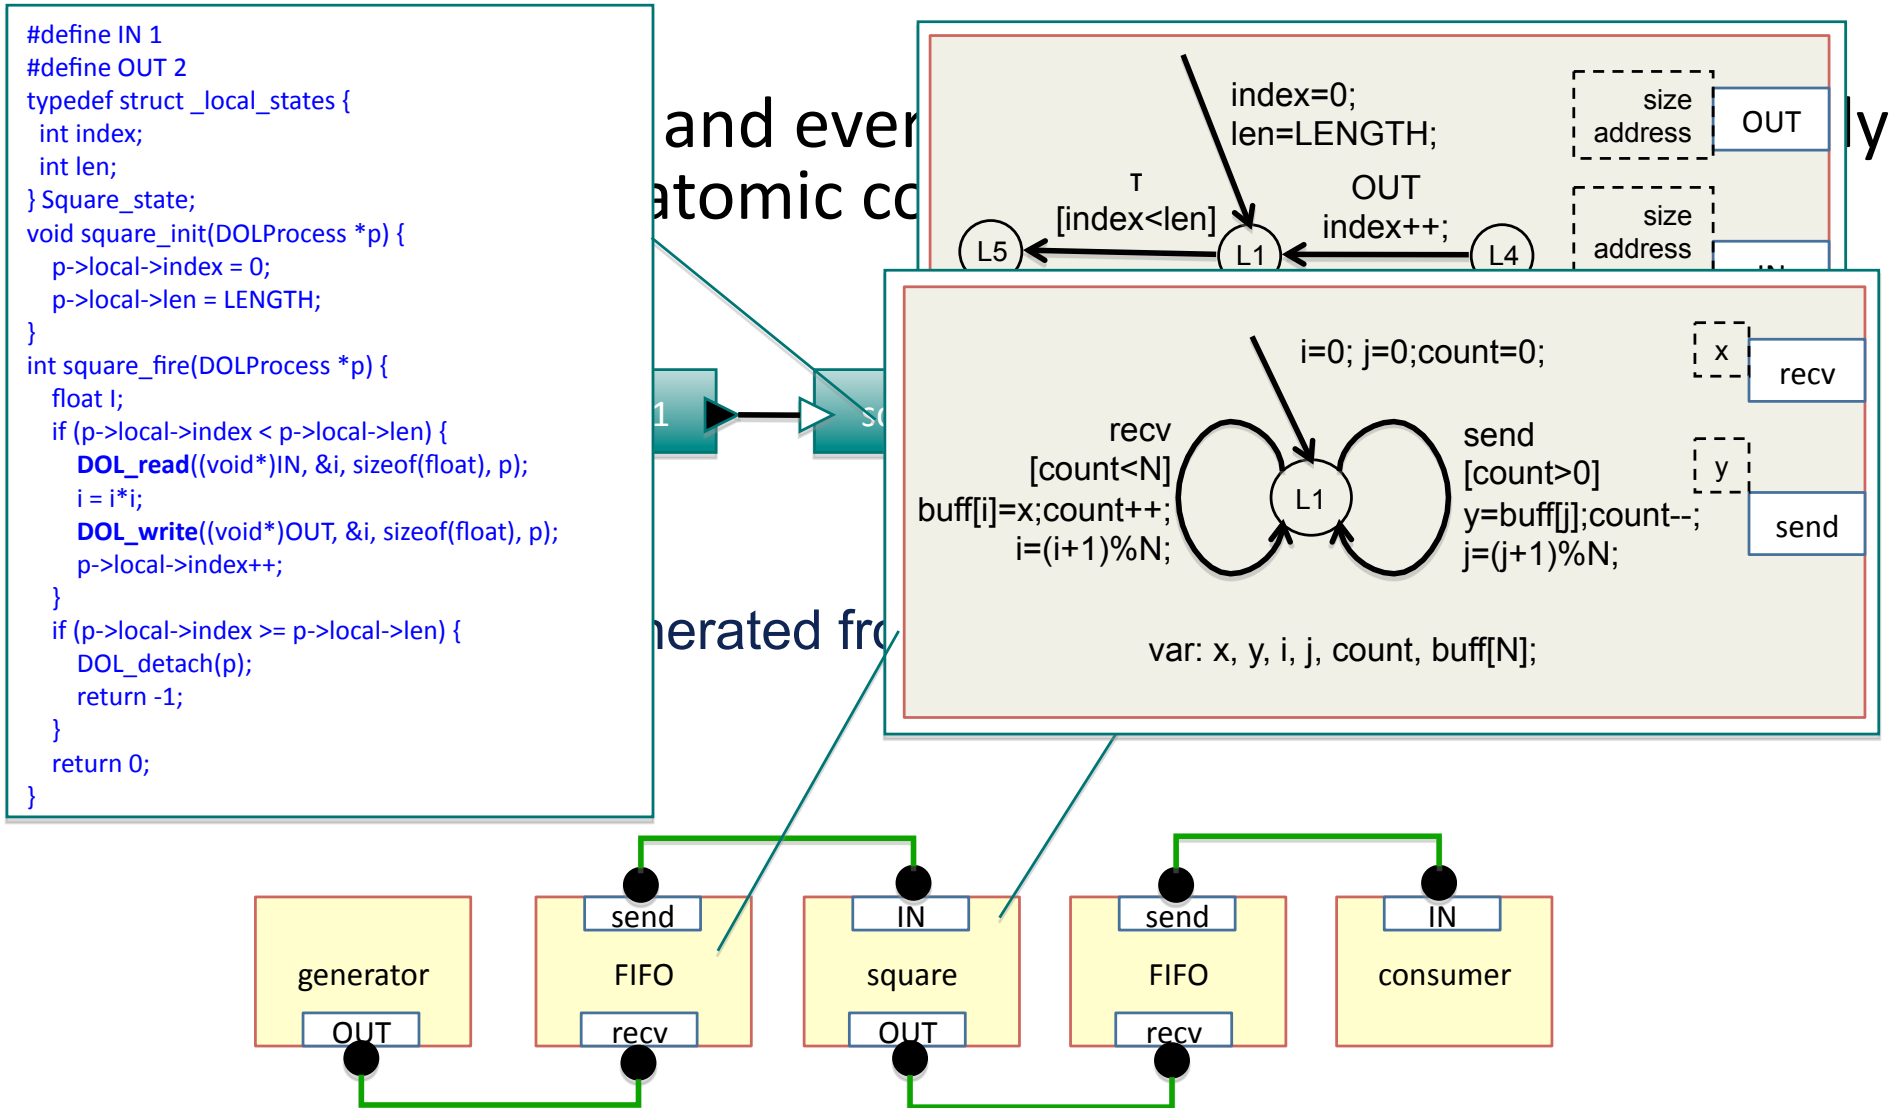 #define IN 1
#define OUT 2
typedef struct _local_states {
int index;
int len;
} Square_state;
void square_init(DOLProcess *p) {
p->local->index = 0;
p->local->len = LENGTH;
}
int square_fire(DOLProcess *p) {
float I;
if (p->local->index < p->local->len) {
DOL_read((void*)IN, &i, sizeof(float), p);
i = i*i;
DOL_write((void*)OUT, &i, sizeof(float), p);
p->local->index++;
}
if (p->local->index >= p->local->len) {
DOL_detach(p);
return -1;
}
return 0;
}
and ever
ly
atomic co
1
sq
nerated fro
index=0;
len=LENGTH;
τ
[index<len]
OUT
index++;
L5
L1
L4
size
address
OUT
size
address
IN
i=0; j=0;count=0;
recv
[count<N]
buff[i]=x;count++;
i=(i+1)%N;
L1
send
[count>0]
y=buff[j];count--;
j=(j+1)%N;
x
recv
y
send
var: x, y, i, j, count, buff[N];
send
IN
send
IN
generator
FIFO
square
FIFO
consumer
OUT
recv
OUT
recv